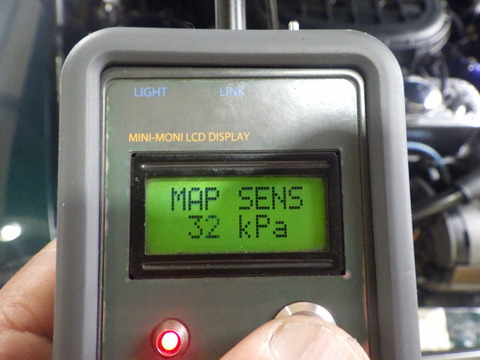 LIGHT LINK
MINI-MONI LCD DISPLAY
MAP SENS
32 kPa